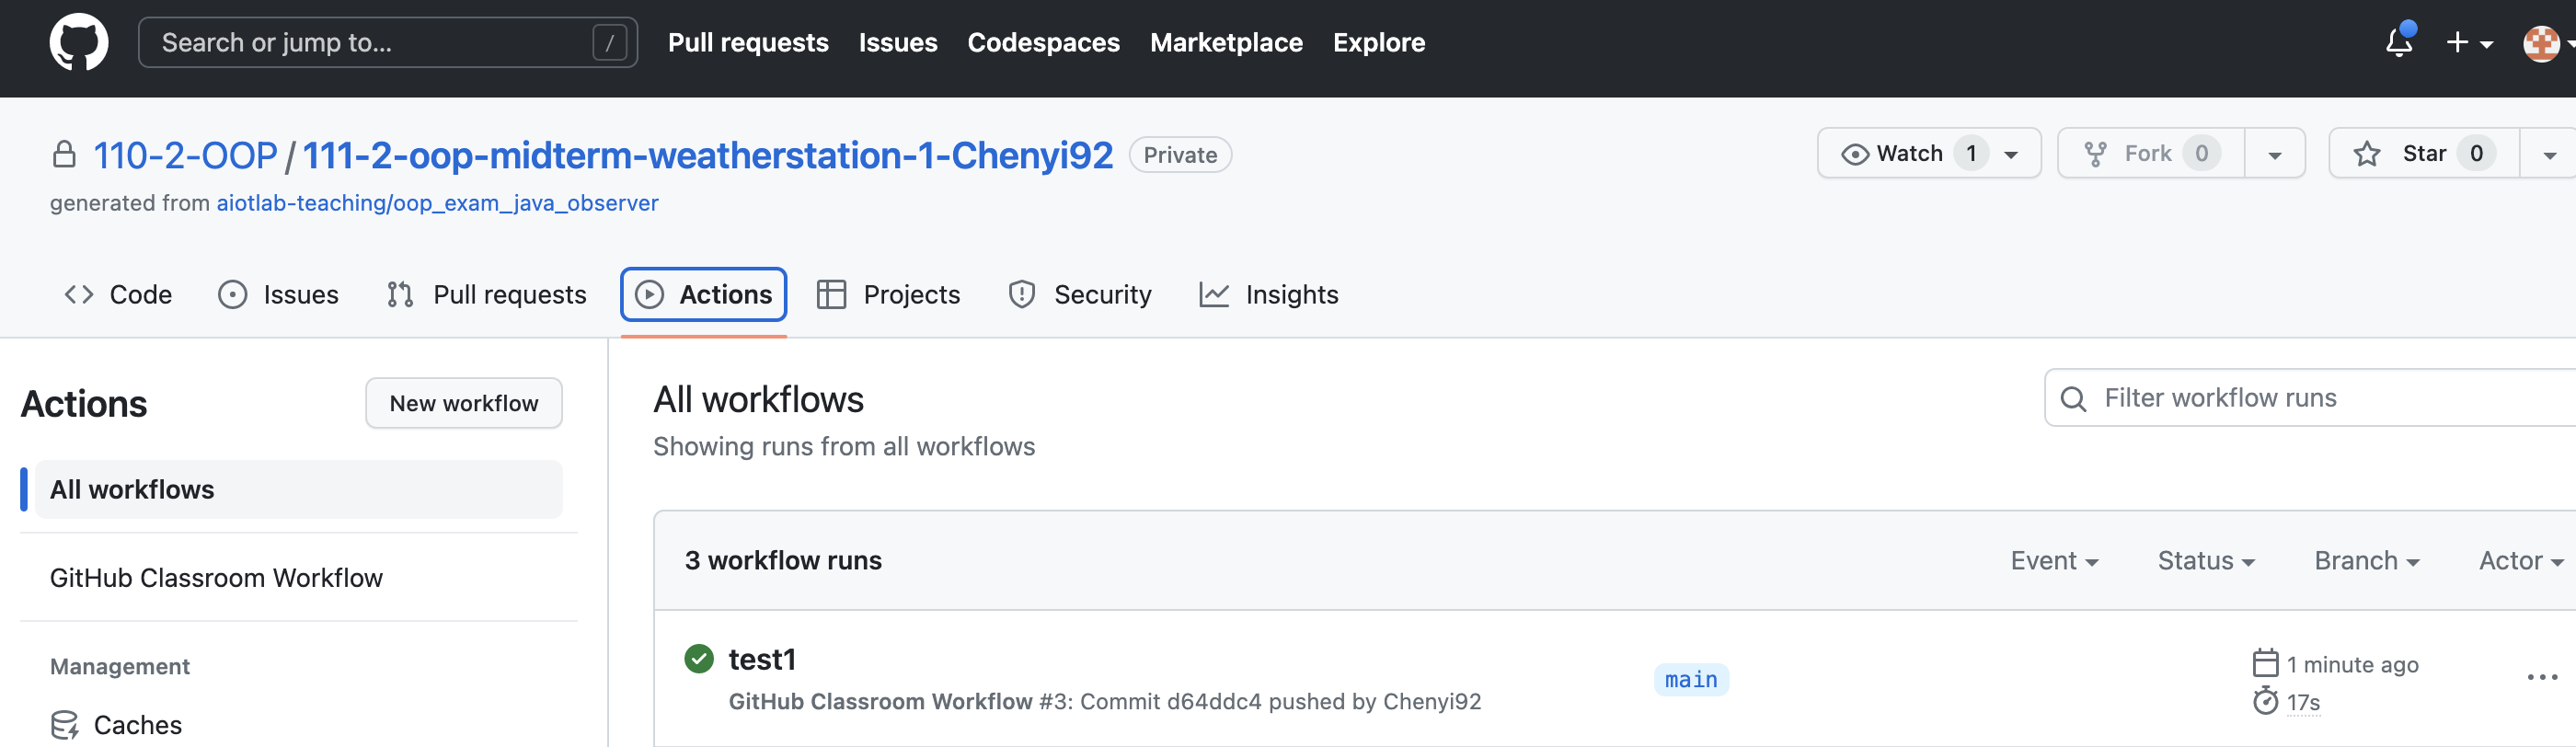 Search or jump to... / Pull requests Issues Codespaces Marketplace Explore
110-2-OOP / 111-2-oop-midterm-weatherstation-1-Chenyi92 Private Watch 1 Fork 0 Star 0
generated from aiotlab-teaching/oop_exam_java_observer
Code Issues Pull requests Actions Projects Security Insights
Actions New workflow
All workflows
GitHub Classroom Workflow
Management
Caches
All workflows
Showing runs from all workflows
Filter workflow runs
3 workflow runs Event Status Branch Actor
test1
GitHub Classroom Workflow #3: Commit d64ddc4 pushed by Chenyi92
main
1 minute ago
17s